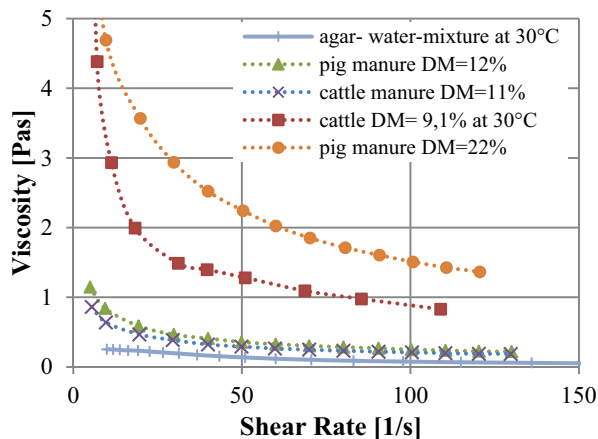 5
4
3
2
1
0
Viscosity [Pas]
agar- water-mixture at 30°C
pig manure DM=12%
cattle manure DM=11%
cattle DM= 9,1% at 30°C
pig manure DM=22%
0
50
100
150
Shear Rate [1/s]